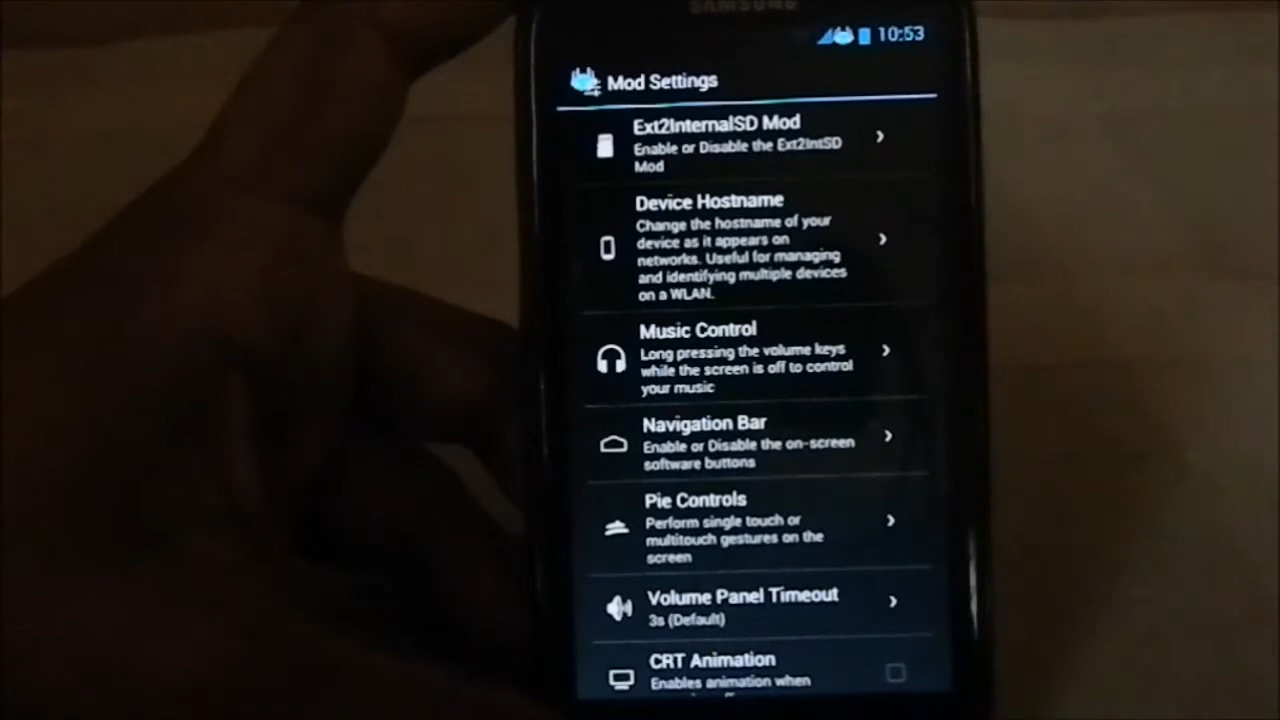 SAMSUNG
10:53
Mod Settings
Ext2InternalSD Mod
Enable or Disable the Ext2IntSD
Mod
Device Hostname
Change the hostname of your
device as it appears on
networks. Useful for managing
and identifying multiple devices
on a WLAN.
Music Control
Long pressing the volume keys
while the screen is off to control
your music
Navigation Bar
Enable or Disable the on-screen
software buttons
Pie Controls
Perform single touch or
multitouch gestures on the
screen
Volume Panel Timeout
3s (Default)
CRT Animation
Enables animation when